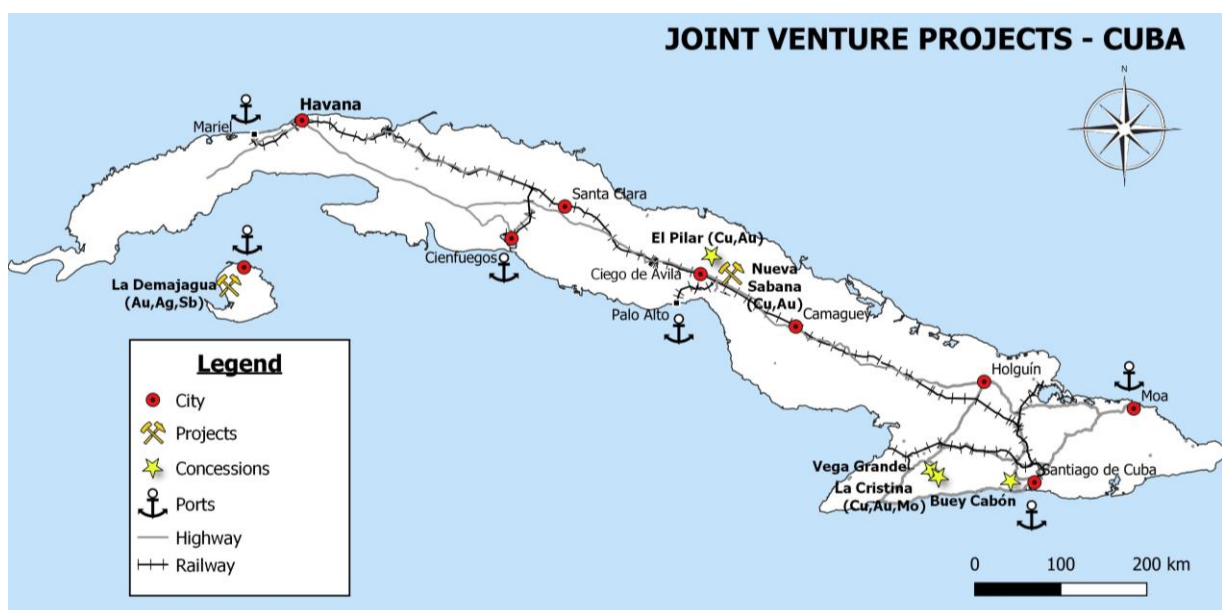 JOINT VENTURE PROJECTS - CUBA
N
Havana
Mariel
Santa Clara
Cienfuegos
El Pilar (Cu,Au)
La Demajagua
(Au,Ag,Sb)
Ciego de Ávila
Nueva
Sabana
(Cu,Au)
Palo Alto
Camaguey
Holguín
Moa
Vega Grande
La Cristina
(Cu,Au,Mo)
Buey Cabón
Santiago de Cuba
Legend
City
Projects
Concessions
Ports
Highway
Railway
0 100 200 km